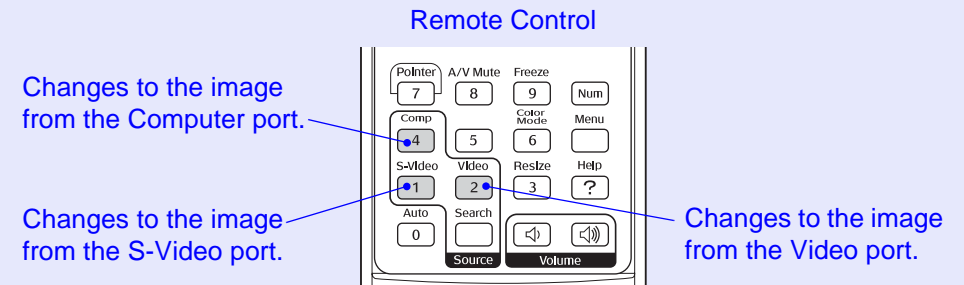 Remote Control
Changes to the image
from the Computer port.
Changes to the image
from the S-Video port.
Pointer A/V Mute Freeze
7 8 9 Num
Comp Color
Mode Menu
4 5 6
S-Video Video Resize Help
1 2 3 ?
Auto Search
0
Source Volume
Changes to the image
from the Video port.